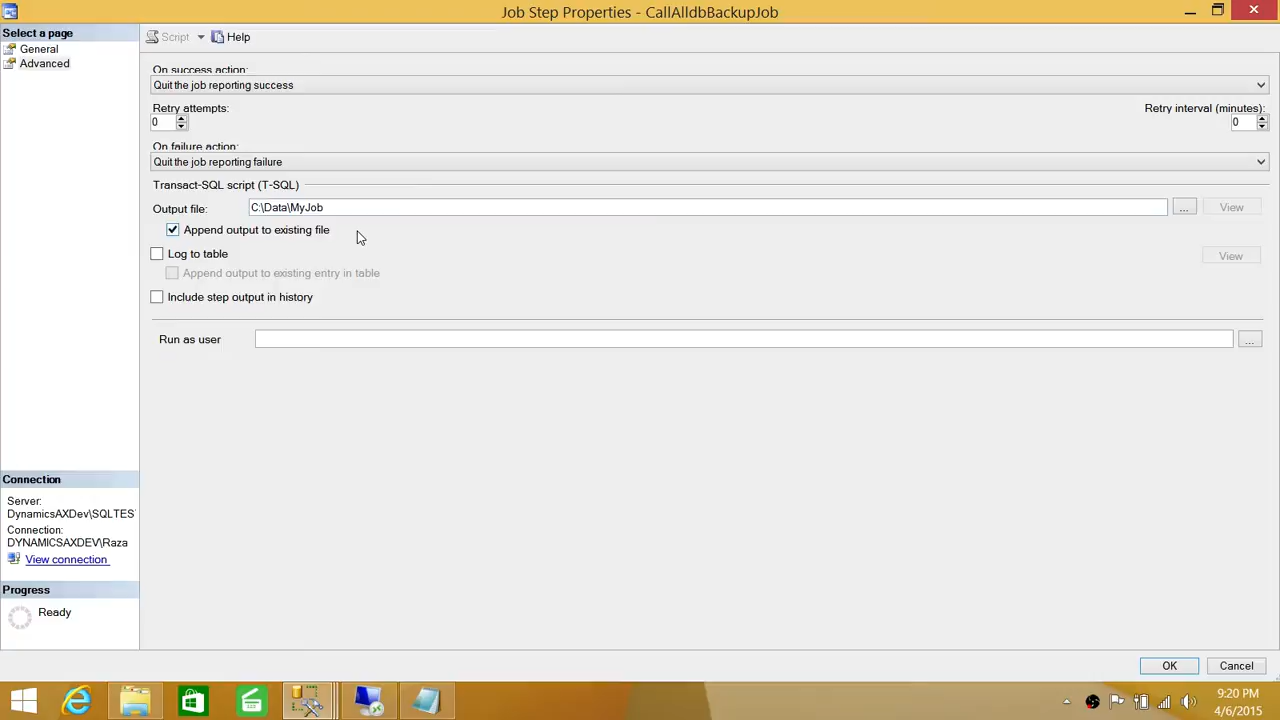 Job Step Properties - CallAlldbBackupJob
Select a page
General
Advanced
Script
Help
On success action:
Quit the job reporting success
Retry attempts:
Retry interval (minutes):
0
0
On failure action:
Quit the job reporting failure
Transact-SQL script (T-SQL)
Output file:
C:\Data\MyJob
...
View
Append output to existing file
Log to table
View
Append output to existing entry in table
Include step output in history
Run as user
...
Connection
Server:
DynamicsAXDev\SQLTES
Connection:
DYNAMICSAXDEV\Raza
View connection
Progress
Ready
OK
Cancel
9:20 PM
4/6/2015